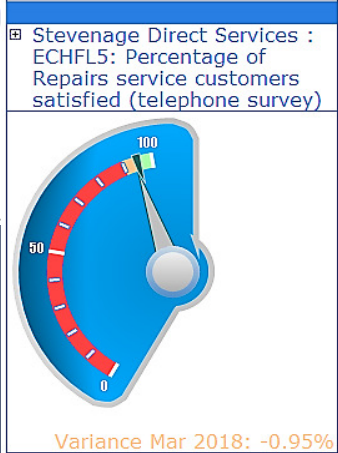 Stevenage Direct Services :
ECHFL5: Percentage of
Repairs service customers
satisfied (telephone survey)
100
50
0
Variance Mar 2018: -0.95%